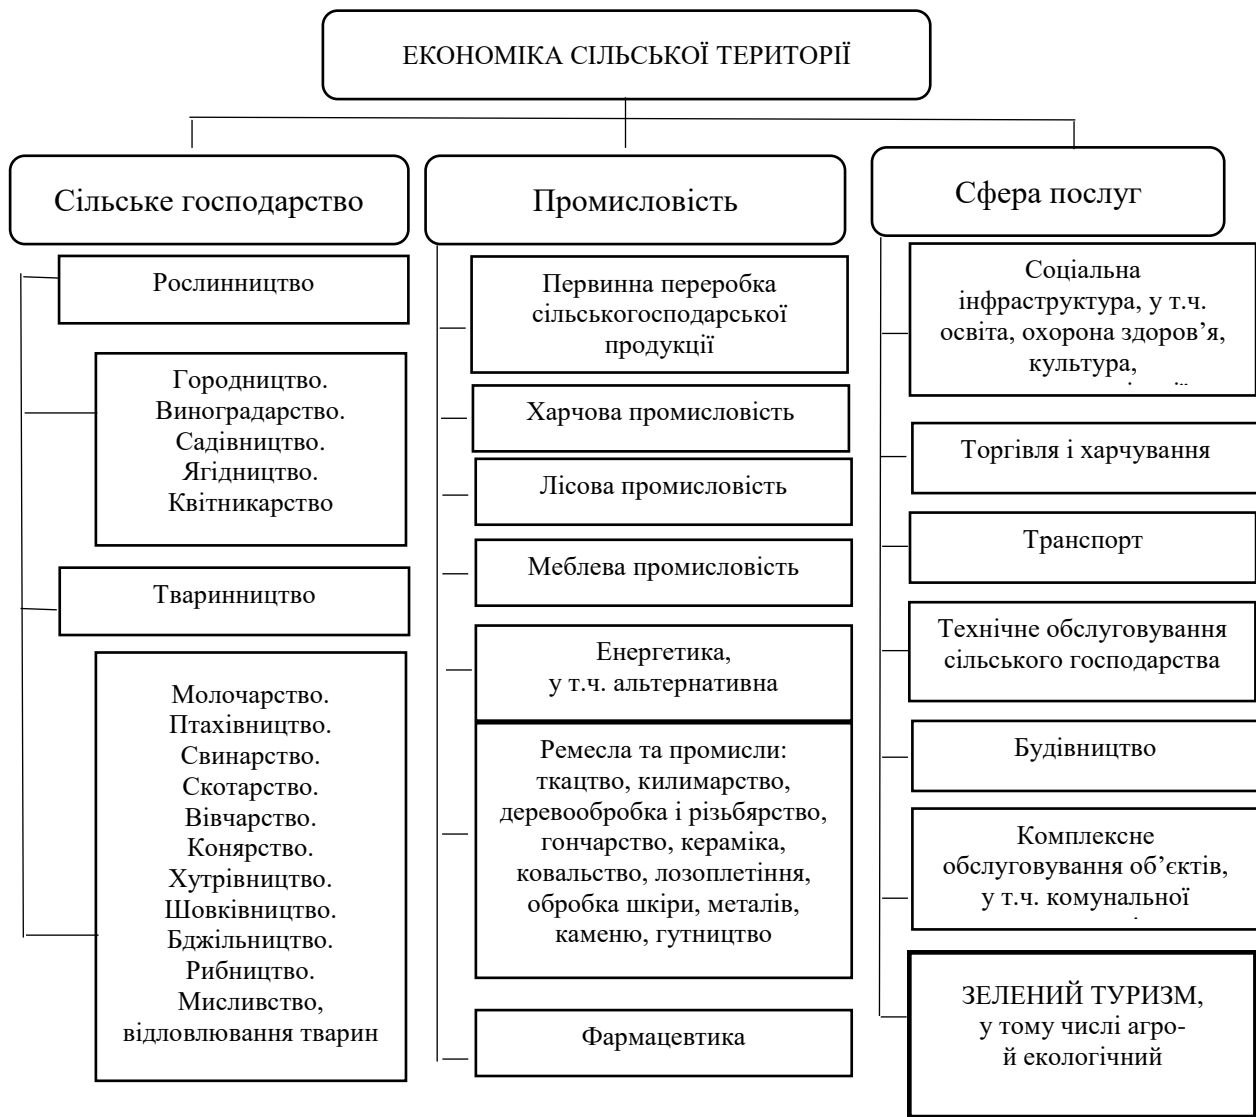 ЕКОНОМІКА СІЛЬСЬКОЇ ТЕРИТОРІЇ
Сільське господарство
Рослинництво
Городництво.
Виноградарство.
Садівництво.
Ягідництво.
Квітникарство
Тваринництво
Молочарство.
Птахівництво.
Свинарство.
Скотарство.
Вівчарство.
Конярство.
Хутрівництво.
Шовківництво.
Бджільництво.
Рибництво.
Мисливство,
відловлювання тварин
Промисловість
Первинна переробка
сільськогосподарської
продукції
Харчова промисловість
Лісова промисловість
Меблева промисловість
Енергетика,
у т.ч. альтернативна
Ремесла та промисли:
ткацтво, килимарство,
деревообробка і різьбярство,
гончарство, кераміка,
ковальство, лозоплетіння,
обробка шкіри, металів,
каменю, гутництво
Фармацевтика
Сфера послуг
Соціальна
інфраструктура, у т.ч.
освіта, охорона здоров’я,
культура,
Торгівля і харчування
Транспорт
Технічне обслуговування
сільського господарства
Будівництво
Комплексне
обслуговування об’єктів,
у т.ч. комунальної
ЗЕЛЕНИЙ ТУРИЗМ,
у тому числі агро-
й екологічний